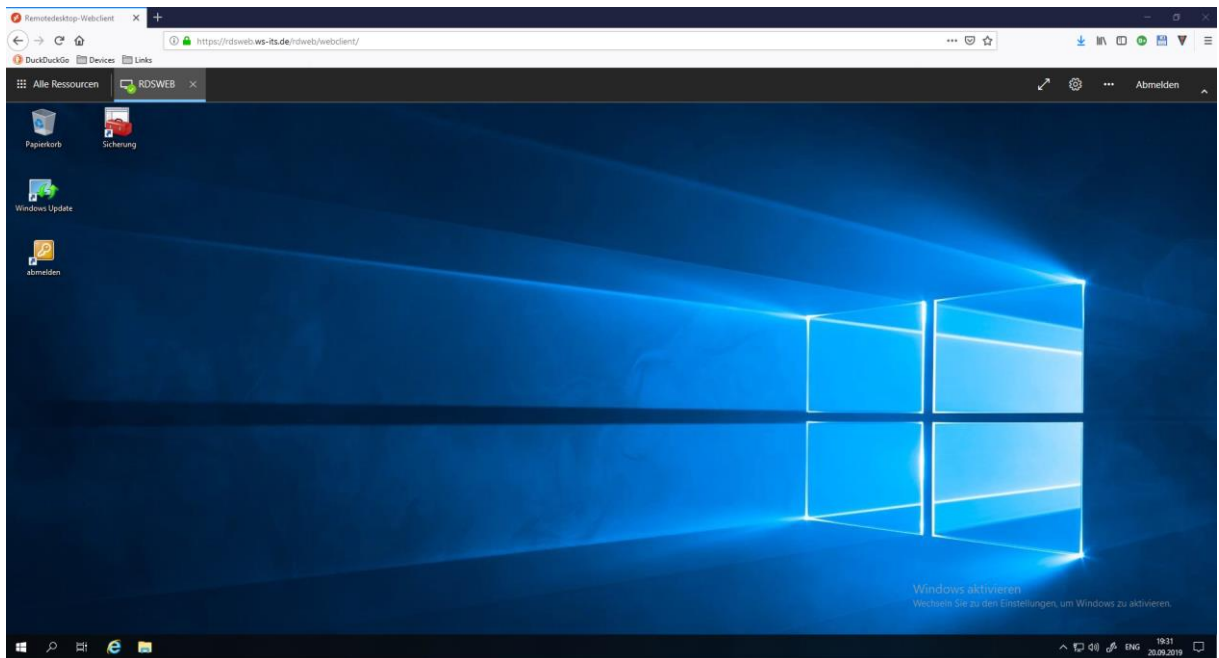 Remotedesktop-Webclient
https://rdsweb.ws-its.de/rdweb/webclient/
DuckDuckGo Devices Links
Alle Ressourcen RDSWEB Abmelden
Papierkorb Sicherung
Windows Update
abmelden
Windows aktivieren
Wechseln Sie zu den Einstellungen, um Windows zu aktivieren.
ENG 19:31
20.09.2019